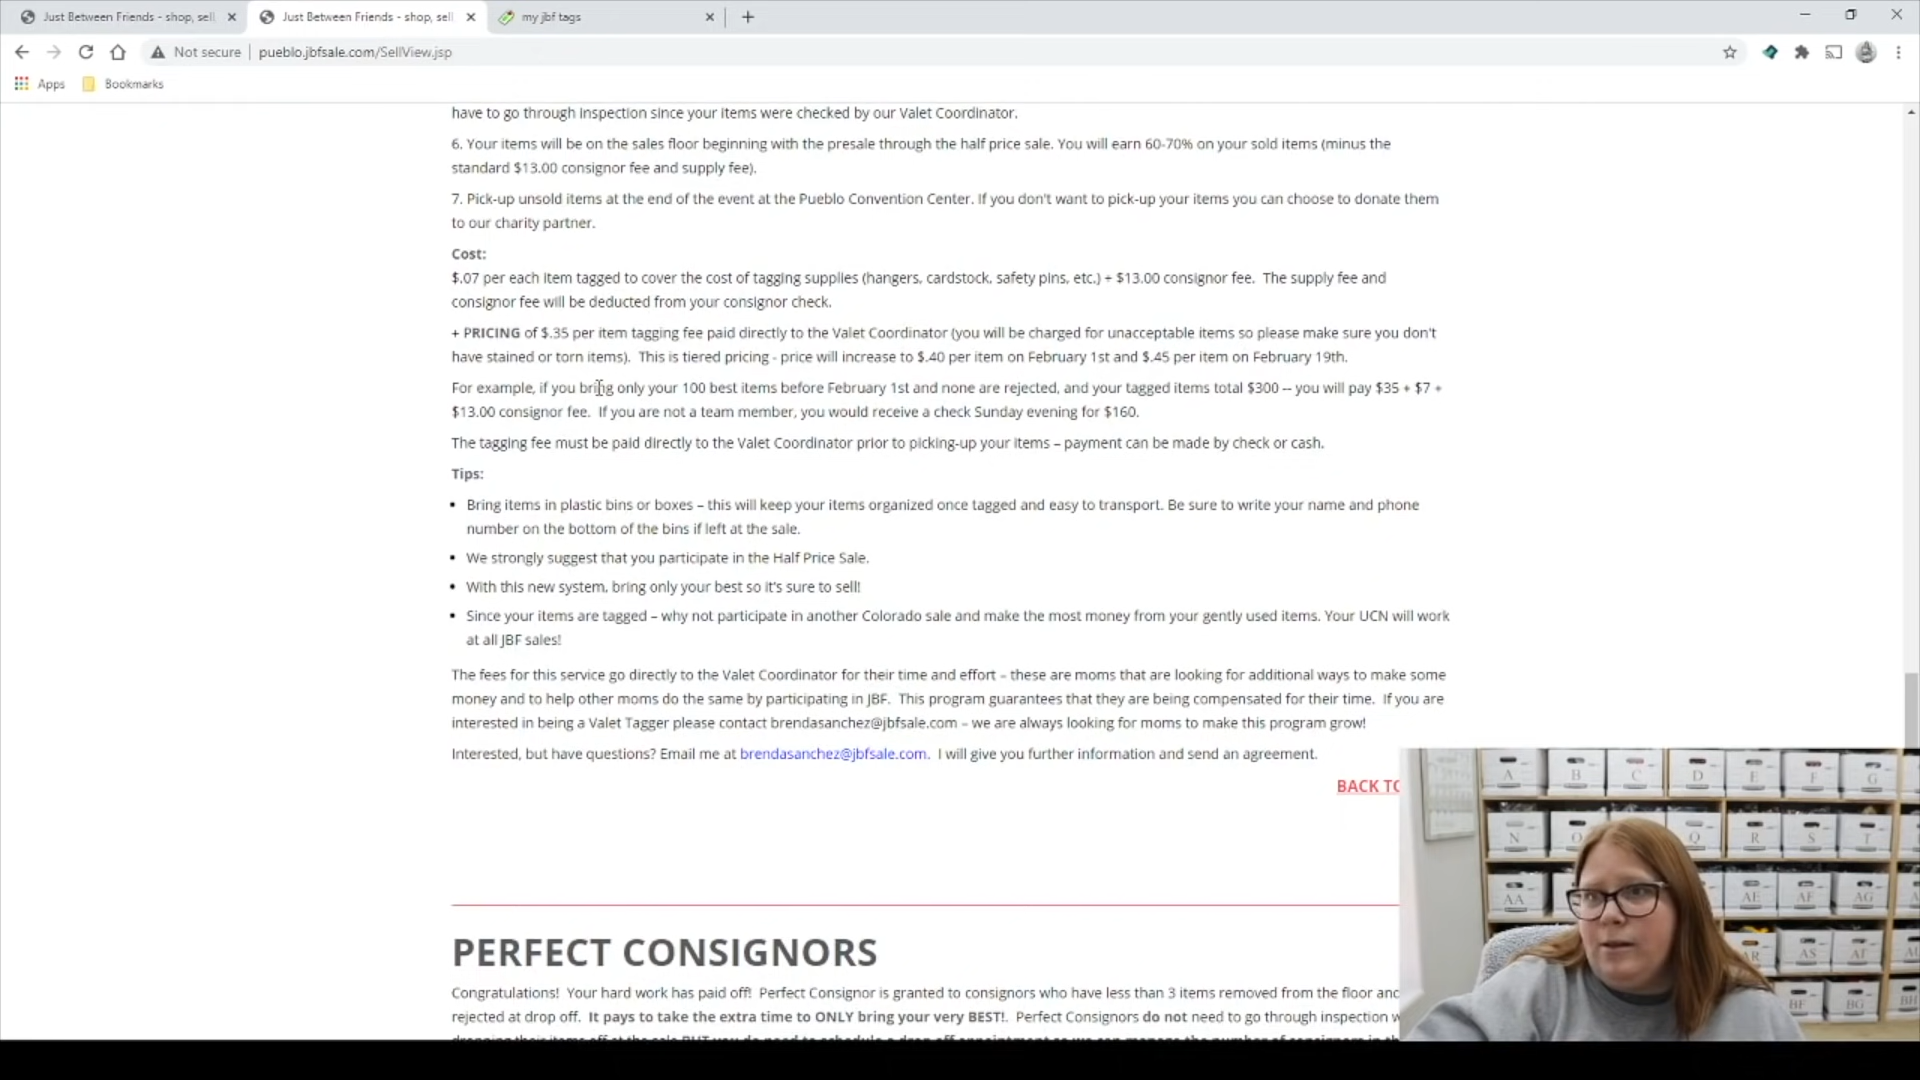 Just Between Friends - shop, sell
Just Between Friends - shop, sell
my jbf tags
Not secure
pueblo.jbfsale.com/SellView.jsp
Apps
Bookmarks
have to go through inspection since your items were checked by our Valet Coordinator.
6. Your items will be on the sales floor beginning with the presale through the half price sale. You will earn 60-70% on your sold items (minus the
standard $13.00 consignor fee and supply fee).
7. Pick-up unsold items at the end of the event at the Pueblo Convention Center. If you don't want to pick-up your items you can choose to donate them
to our charity partner.
Cost:
$.07 per each item tagged to cover the cost of tagging supplies (hangers, cardstock, safety pins, etc.) + $13.00 consignor fee. The supply fee and
consignor fee will be deducted from your consignor check.
+ PRICING of $.35 per item tagging fee paid directly to the Valet Coordinator (you will be charged for unacceptable items so please make sure you don't
have stained or torn items). This is tiered pricing - price will increase to $.40 per item on February 1st and $.45 per item on February 19th.
For example, if you bring only your 100 best items before February 1st and none are rejected, and your tagged items total $300 -- you will pay $35 + $7 +
$13.00 consignor fee. If you are not a team member, you would receive a check Sunday evening for $160.
The tagging fee must be paid directly to the Valet Coordinator prior to picking-up your items – payment can be made by check or cash.
Tips:
• Bring items in plastic bins or boxes – this will keep your items organized once tagged and easy to transport. Be sure to write your name and phone
number on the bottom of the bins if left at the sale.
• We strongly suggest that you participate in the Half Price Sale.
• With this new system, bring only your best so it's sure to sell!
• Since your items are tagged – why not participate in another Colorado sale and make the most money from your gently used items. Your UCN will work
at all JBF sales!
The fees for this service go directly to the Valet Coordinator for their time and effort – these are moms that are looking for additional ways to make some
money and to help other moms do the same by participating in JBF. This program guarantees that they are being compensated for their time. If you are
interested in being a Valet Tagger please contact brendasanchez@jbfsale.com – we are always looking for moms to make this program grow!
Interested, but have questions? Email me at brendasanchez@jbfsale.com. I will give you further information and send an agreement.
BACK TO
PERFECT CONSIGNORS
Congratulations! Your hard work has paid off! Perfect Consignor is granted to consignors who have less than 3 items removed from the floor and
rejected at drop off. It pays to take the extra time to ONLY bring your very BEST!. Perfect Consignors do not need to go through inspection
A B C D E F G
N O Q R S T
AA AE AF AG
AR AS AT
BF BG BH